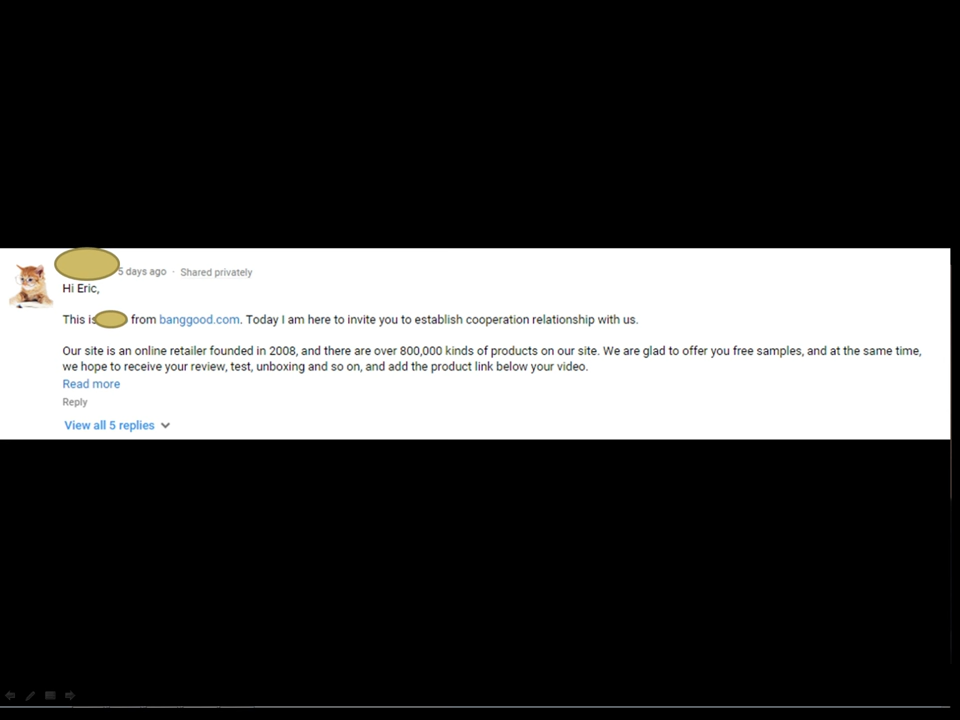 5 days ago · Shared privately
Hi Eric,
This is from banggood.com. Today I am here to invite you to establish cooperation relationship with us.
Our site is an online retailer founded in 2008, and there are over 800,000 kinds of products on our site. We are glad to offer you free samples, and at the same time,
we hope to receive your review, test, unboxing and so on, and add the product link below your video.
Read more
Reply
View all 5 replies